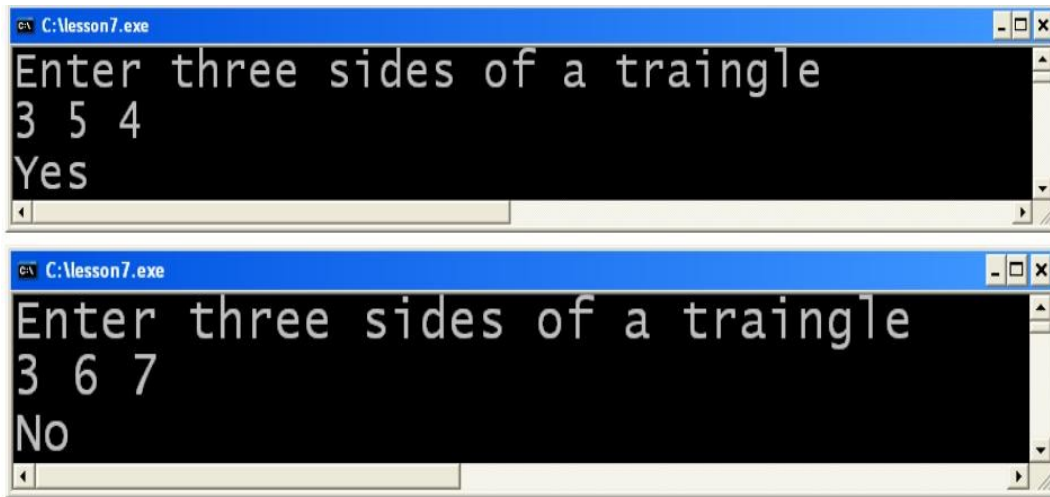 C:\lesson7.exe
Enter three sides of a traingle
3 5 4
Yes
C:\lesson7.exe
Enter three sides of a traingle
3 6 7
No